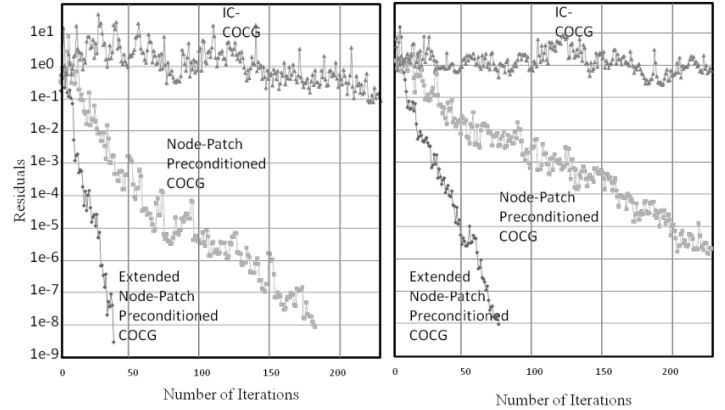 IC-
COCG
IC-
COCG
1e1
1e0
1e-1
1e-2
1e-3
1e-4
1e-5
1e-6
1e-7
1e-8
1e-9
Residuals
Node-Patch
Preconditioned
COCG
Extended
Node-Patch
Preconditioned
COCG
Node-Patch
Preconditioned
COCG
Extended
Node-Patch
Preconditioned
COCG
0 50 100 150 200
0 50 100 150 200
Number of Iterations
Number of Iterations